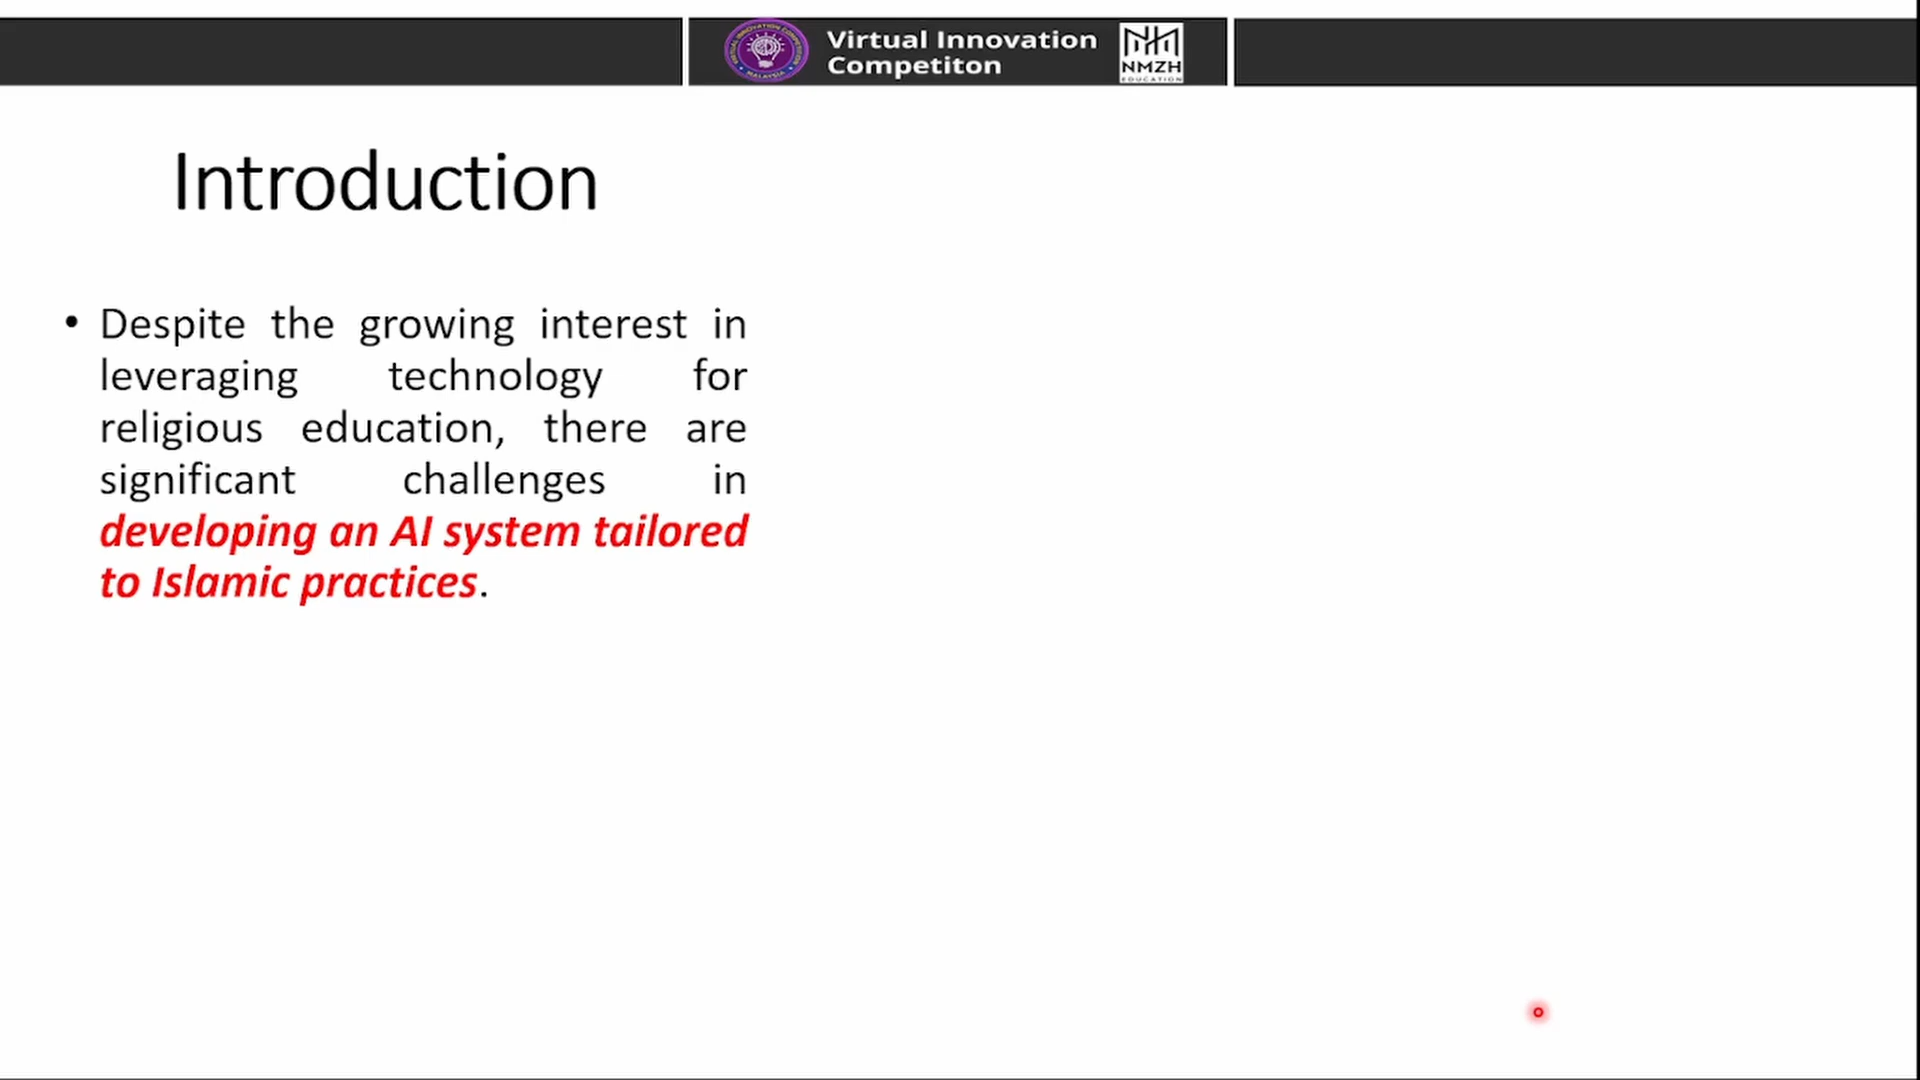 Virtual Innovation
Competiton
NMZH
EDUCATION
Introduction
• Despite the growing interest in
leveraging technology for
religious education, there are
significant challenges in
developing an AI system tailored
to Islamic practices.